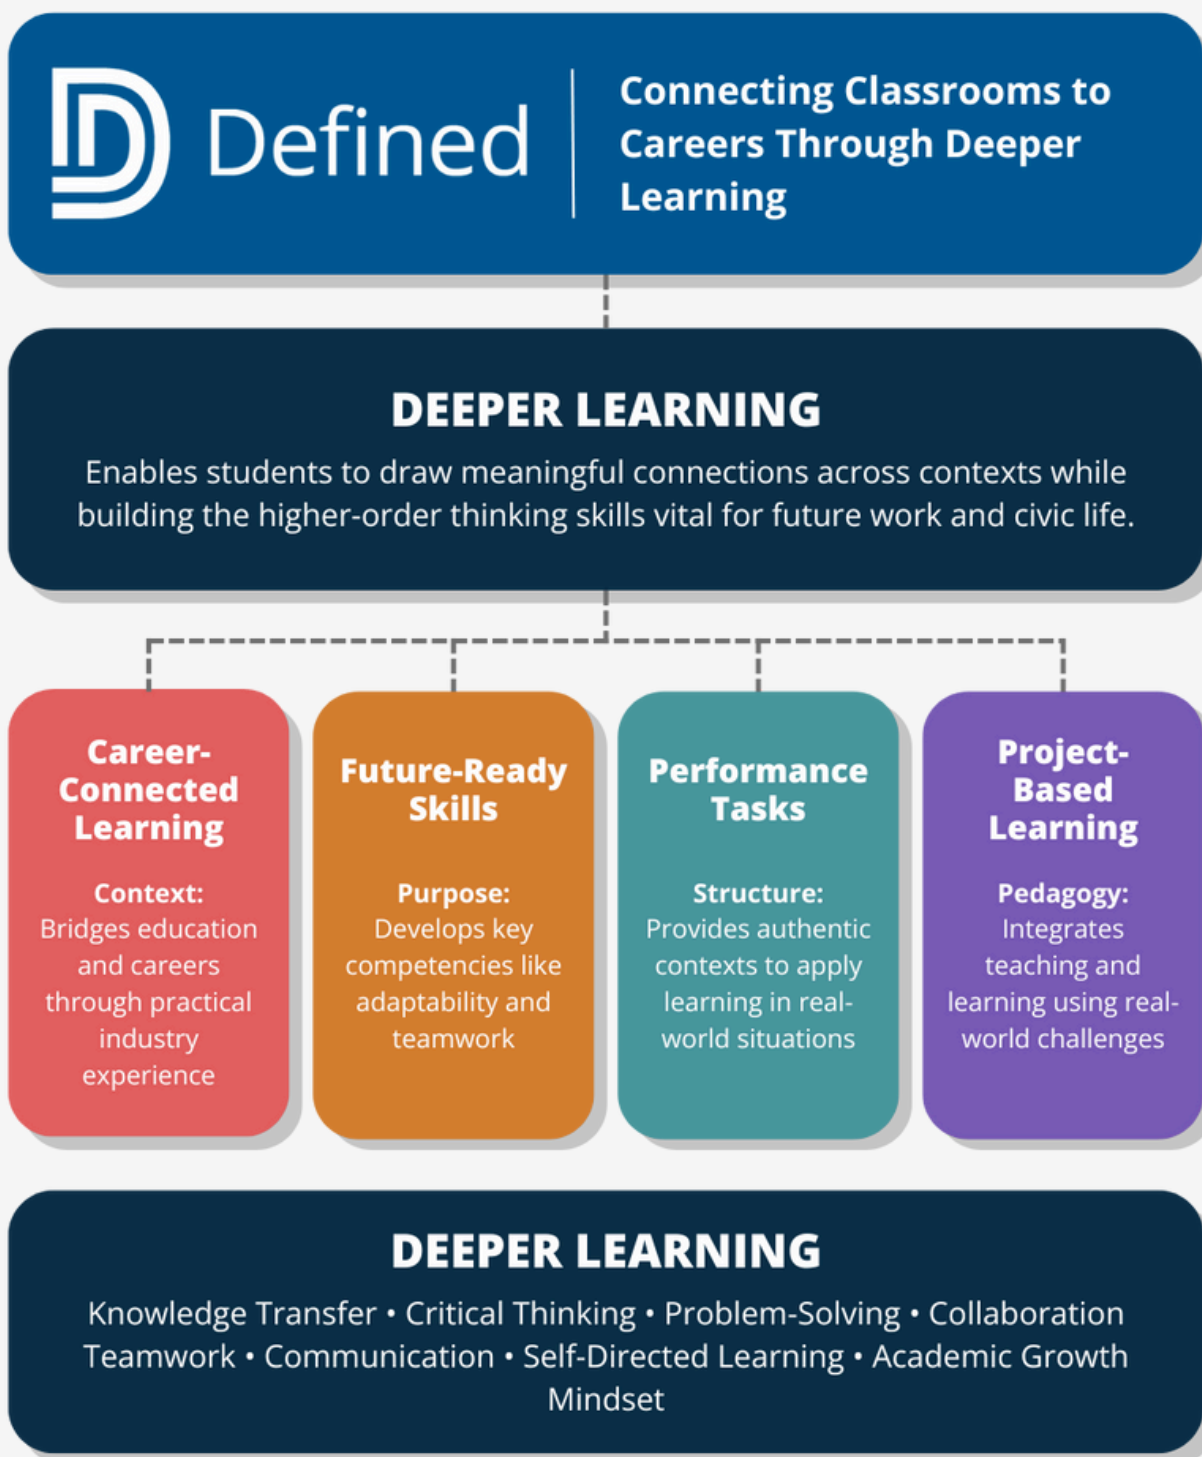 Defined
Connecting Classrooms to
Careers Through Deeper
Learning
DEEPER LEARNING
Enables students to draw meaningful connections across contexts while
building the higher-order thinking skills vital for future work and civic life.
Career-
Connected
Learning
Context:
Bridges education
and careers
through practical
industry
experience
Future-Ready
Skills
Purpose:
Develops key
competencies like
adaptability and
teamwork
Performance
Tasks
Structure:
Provides authentic
contexts to apply
learning in real-
world situations
Project-
Based
Learning
Pedagogy:
Integrates
teaching and
learning using real-
world challenges
DEEPER LEARNING
Knowledge Transfer • Critical Thinking • Problem-Solving • Collaboration
Teamwork • Communication • Self-Directed Learning • Academic Growth
Mindset